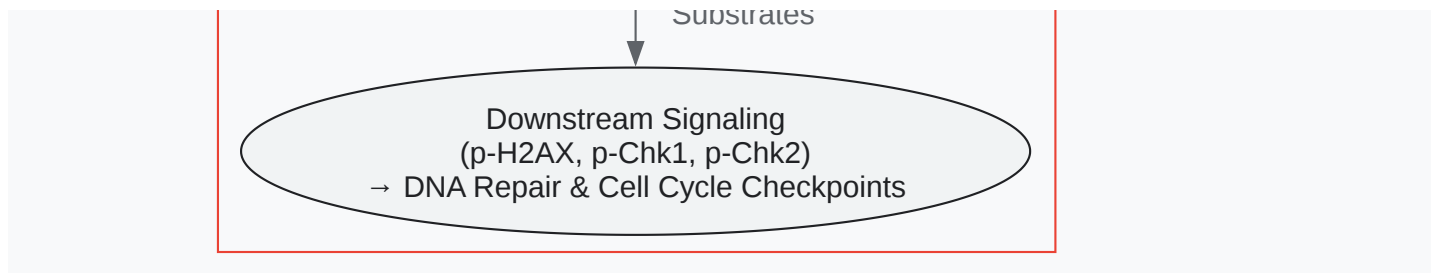 Substrates
Downstream Signaling
(p-H2AX, p-Chk1, p-Chk2)
→ DNA Repair & Cell Cycle Checkpoints